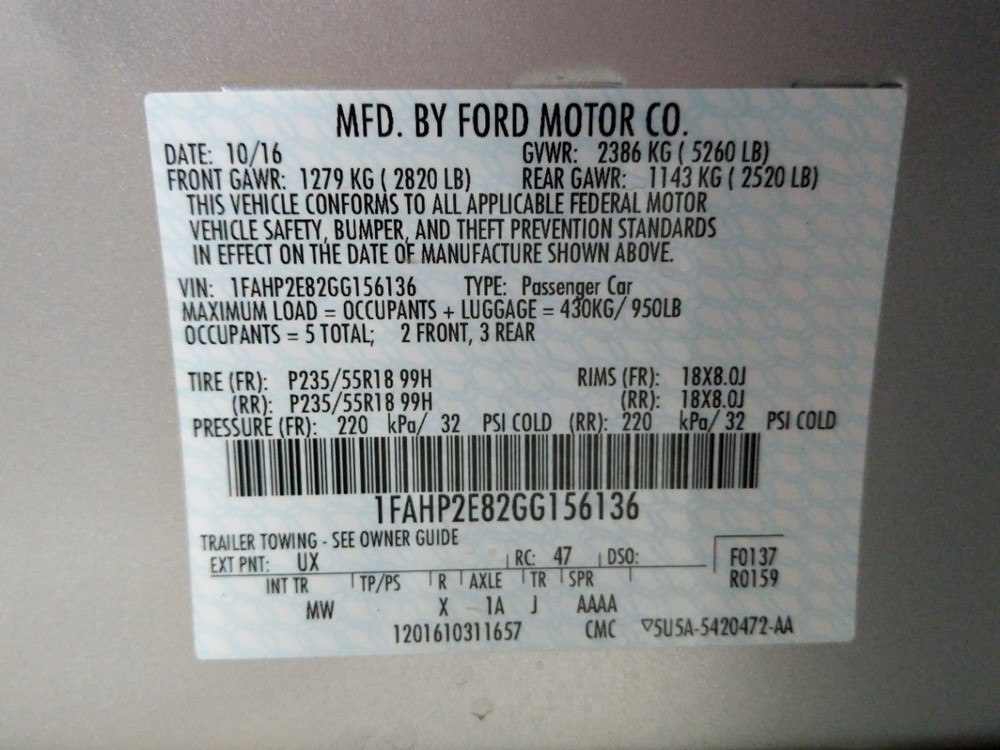 MFD. BY FORD MOTOR CO.
DATE: 10/16 GVWR: 2386 KG ( 5260 LB)
FRONT GAWR: 1279 KG ( 2820 LB) REAR GAWR: 1143 KG ( 2520 LB)
THIS VEHICLE CONFORMS TO ALL APPLICABLE FEDERAL MOTOR
VEHICLE SAFETY, BUMPER, AND THEFT PREVENTION STANDARDS
IN EFFECT ON THE DATE OF MANUFACTURE SHOWN ABOVE.
VIN: 1FAHP2E82GG156136 TYPE: Passenger Car
MAXIMUM LOAD = OCCUPANTS + LUGGAGE = 430KG/ 950LB
OCCUPANTS = 5 TOTAL; 2 FRONT, 3 REAR
TIRE (FR): P235/55R18 99H RIMS (FR): 18X8.0J
(RR): P235/55R18 99H (RR): 18X8.0J
PRESSURE (FR): 220 kPa/ 32 PSI COLD (RR): 220 kPa/ 32 PSI COLD
1FAHP2E82GG156136
TRAILER TOWING - SEE OWNER GUIDE
EXT PNT: UX RC: 47 DSO: F0137
INT TR TP/PS R AXLE TR SPR R0159
MW X 1A J AAAA
1201610311657 CMC ▽5U5A-5420472-AA